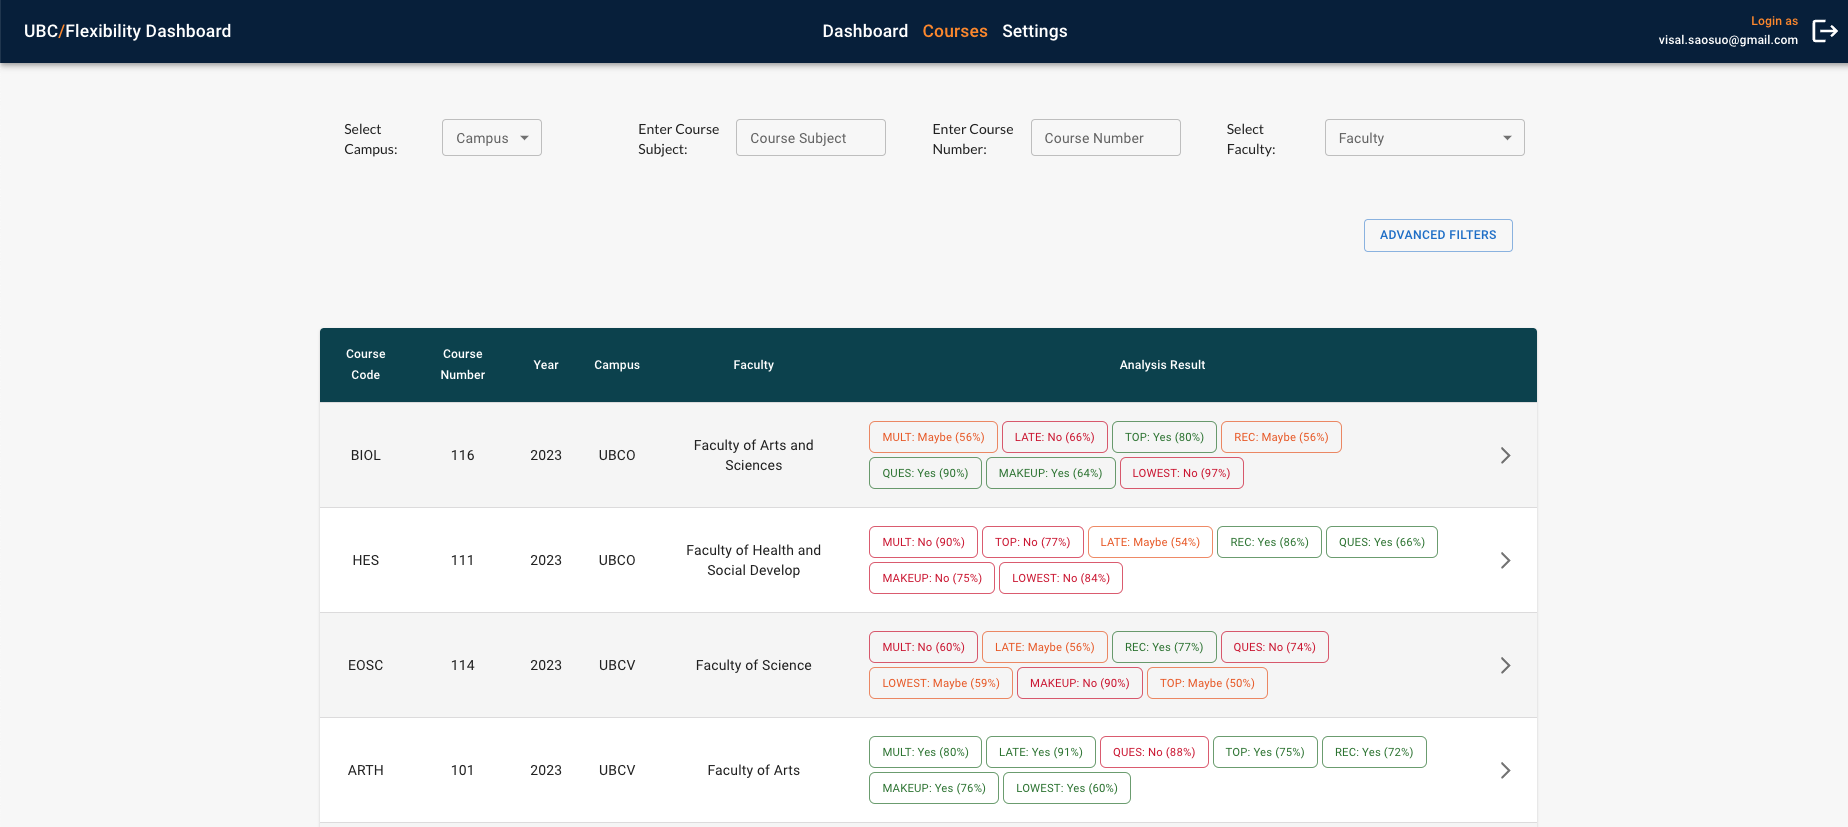 UBC/Flexibility Dashboard
Dashboard Courses Settings
Login as
visal.saosuo@gmail.com
Select
Campus:
Campus
Enter Course
Subject:
Course Subject
Enter Course
Number:
Course Number
Select
Faculty:
Faculty
ADVANCED FILTERS
Course
Code
Course
Number
Year
Campus
Faculty
Analysis Result
BIOL
116
2023
UBCO
Faculty of Arts and
Sciences
MULT: Maybe (56%) LATE: No (66%) TOP: Yes (80%) REC: Maybe (56%)
QUES: Yes (90%) MAKEUP: Yes (64%) LOWEST: No (97%)
HES
111
2023
UBCO
Faculty of Health and
Social Develop
MULT: No (90%) TOP: No (77%) LATE: Maybe (54%) REC: Yes (86%) QUES: Yes (66%)
MAKEUP: No (75%) LOWEST: No (84%)
EOSC
114
2023
UBCV
Faculty of Science
MULT: No (60%) LATE: Maybe (56%) REC: Yes (77%) QUES: No (74%)
LOWEST: Maybe (59%) MAKEUP: No (90%) TOP: Maybe (50%)
ARTH
101
2023
UBCV
Faculty of Arts
MULT: Yes (80%) LATE: Yes (91%) QUES: No (88%) TOP: Yes (75%) REC: Yes (72%)
MAKEUP: Yes (76%) LOWEST: Yes (60%)